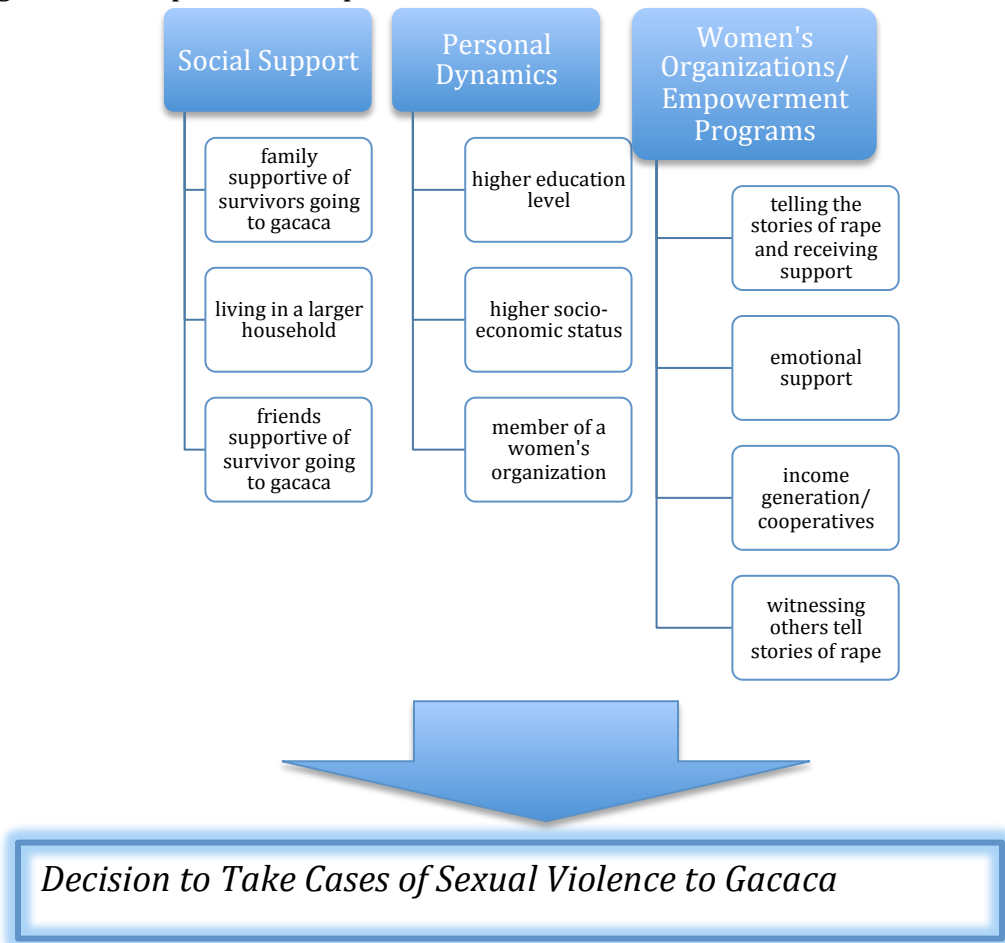 Social Support
family
supportive of
survivors going
to gacaca
living in a larger
household
friends
supportive of
survivor going
to gacaca
Personal
Dynamics
higher education
level
higher socio-
economic status
member of a
women's
organization
Women's
Organizations/
Empowerment
Programs
telling the
stories of rape
and receiving
support
emotional
support
income
generation/
cooperatives
witnessing
others tell
stories of rape
Decision to Take Cases of Sexual Violence to Gacaca